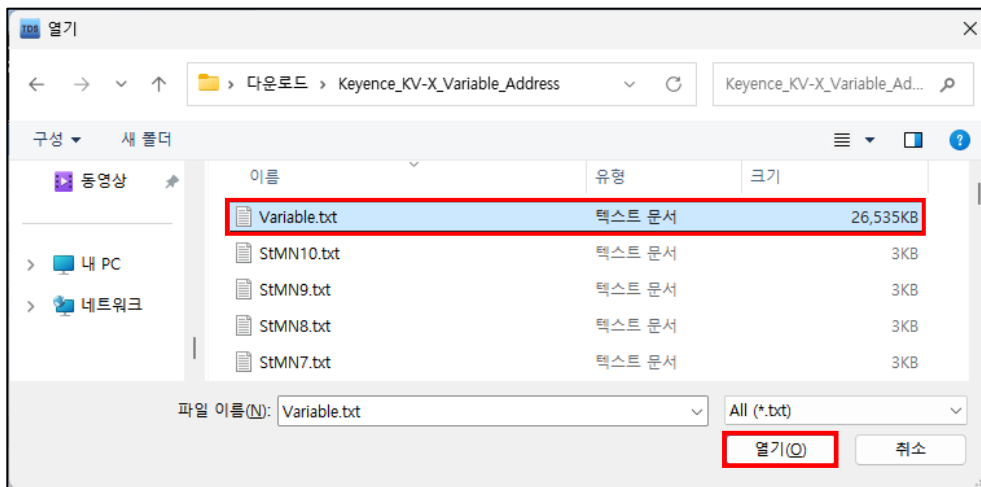 TDS 열기
다운로드 > Keyence_KV-X_Variable_Address
Keyence_KV-X_Variable_Ad...
구성 새 폴더
동영상
내 PC
네트워크
이름 유형 크기
Variable.txt 텍스트 문서 26,535KB
StMN10.txt 텍스트 문서 3KB
StMN9.txt 텍스트 문서 3KB
StMN8.txt 텍스트 문서 3KB
StMN7.txt 텍스트 문서 3KB
파일 이름(N): Variable.txt All (*.txt)
열기(O) 취소